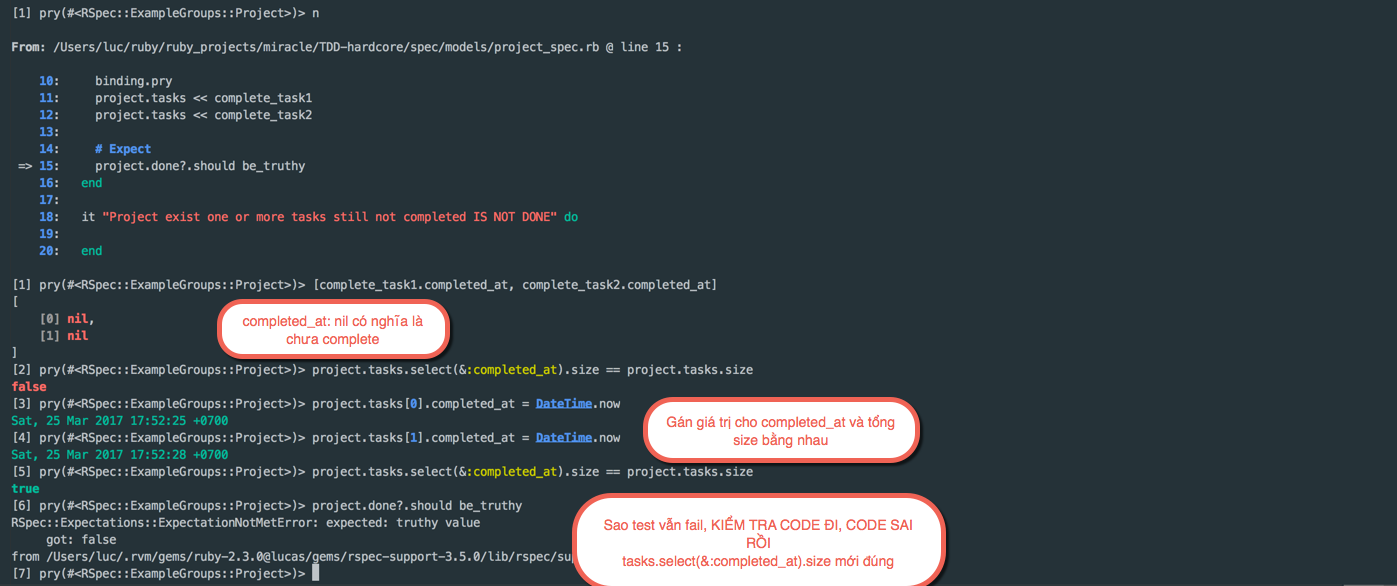 [1] pry(#<RSpec::ExampleGroups::Project>)> n
From: /Users/luc/ruby/ruby_projects/miracle/TDD-hardcore/spec/models/project_spec.rb @ line 15 :
10: binding.pry
11: project.tasks << complete_task1
12: project.tasks << complete_task2
13:
14: # Expect
=> 15: project.done?.should be_truthy
16: end
17:
18: it "Project exist one or more tasks still not completed IS NOT DONE" do
19:
20: end
[1] pry(#<RSpec::ExampleGroups::Project>)> [complete_task1.completed_at, complete_task2.completed_at]
[
[0] nil,
[1] nil
]
completed_at: nil có nghĩa là
chưa complete
[2] pry(#<RSpec::ExampleGroups::Project>)> project.tasks.select(&:completed_at).size == project.tasks.size
false
[3] pry(#<RSpec::ExampleGroups::Project>)> project.tasks[0].completed_at = DateTime.now
Sat, 25 Mar 2017 17:52:25 +0700
[4] pry(#<RSpec::ExampleGroups::Project>)> project.tasks[1].completed_at = DateTime.now
Sat, 25 Mar 2017 17:52:28 +0700
Gán giá trị cho completed_at và tổng
size bằng nhau
[5] pry(#<RSpec::ExampleGroups::Project>)> project.tasks.select(&:completed_at).size == project.tasks.size
true
[6] pry(#<RSpec::ExampleGroups::Project>)> project.done?.should be_truthy
RSpec::Expectations::ExpectationNotMetError: expected: truthy value
got: false
from /Users/luc/.rvm/gems/ruby-2.3.0@lucas/gems/rspec-support-3.5.0/lib/rspec/su
[7] pry(#<RSpec::ExampleGroups::Project>)>
Sao test vẫn fail, KIỂM TRA CODE ĐI, CODE SAI
RỒI
tasks.select(&:completed_at).size mới đúng